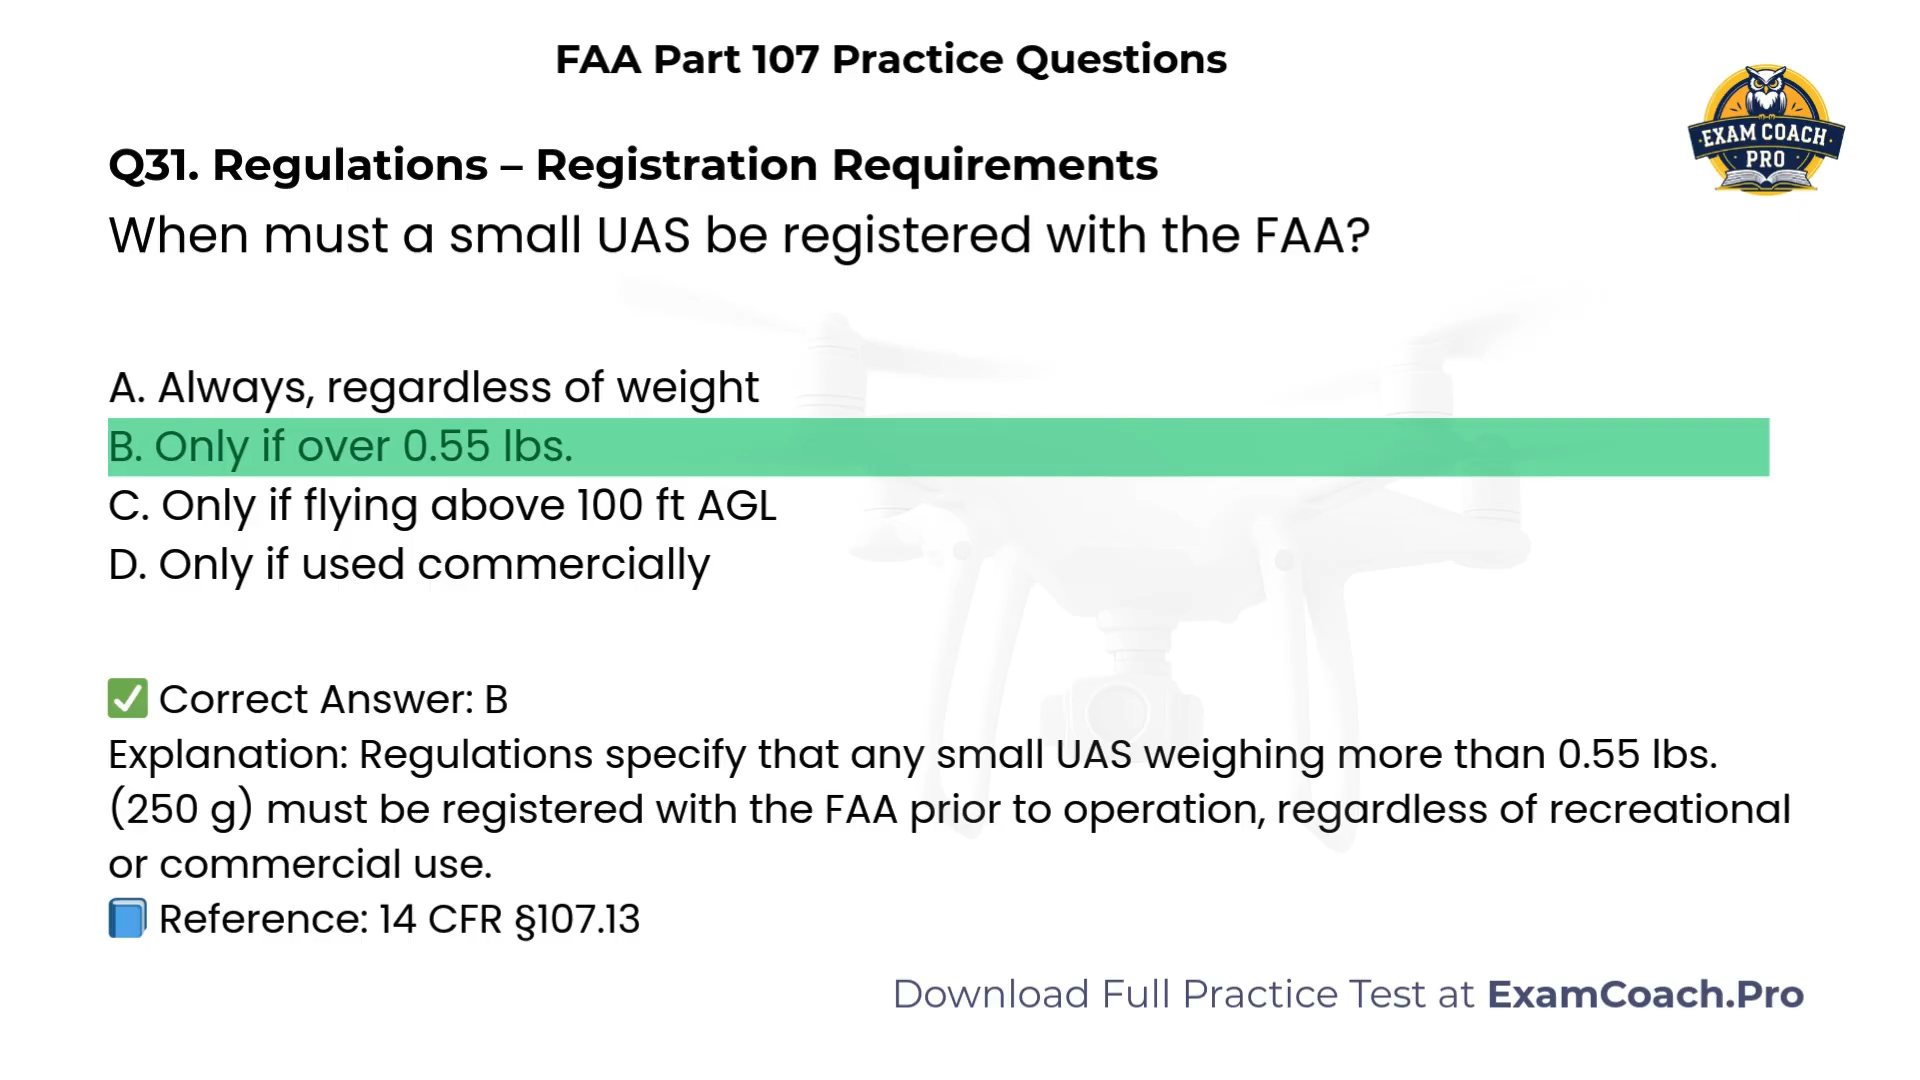 FAA Part 107 Practice Questions
EXAM COACH
PRO
Q31. Regulations – Registration Requirements
When must a small UAS be registered with the FAA?
A. Always, regardless of weight
B. Only if over 0.55 lbs.
C. Only if flying above 100 ft AGL
D. Only if used commercially
✅ Correct Answer: B
Explanation: Regulations specify that any small UAS weighing more than 0.55 lbs.
(250 g) must be registered with the FAA prior to operation, regardless of recreational
or commercial use.
📘 Reference: 14 CFR §107.13
Download Full Practice Test at ExamCoach.Pro